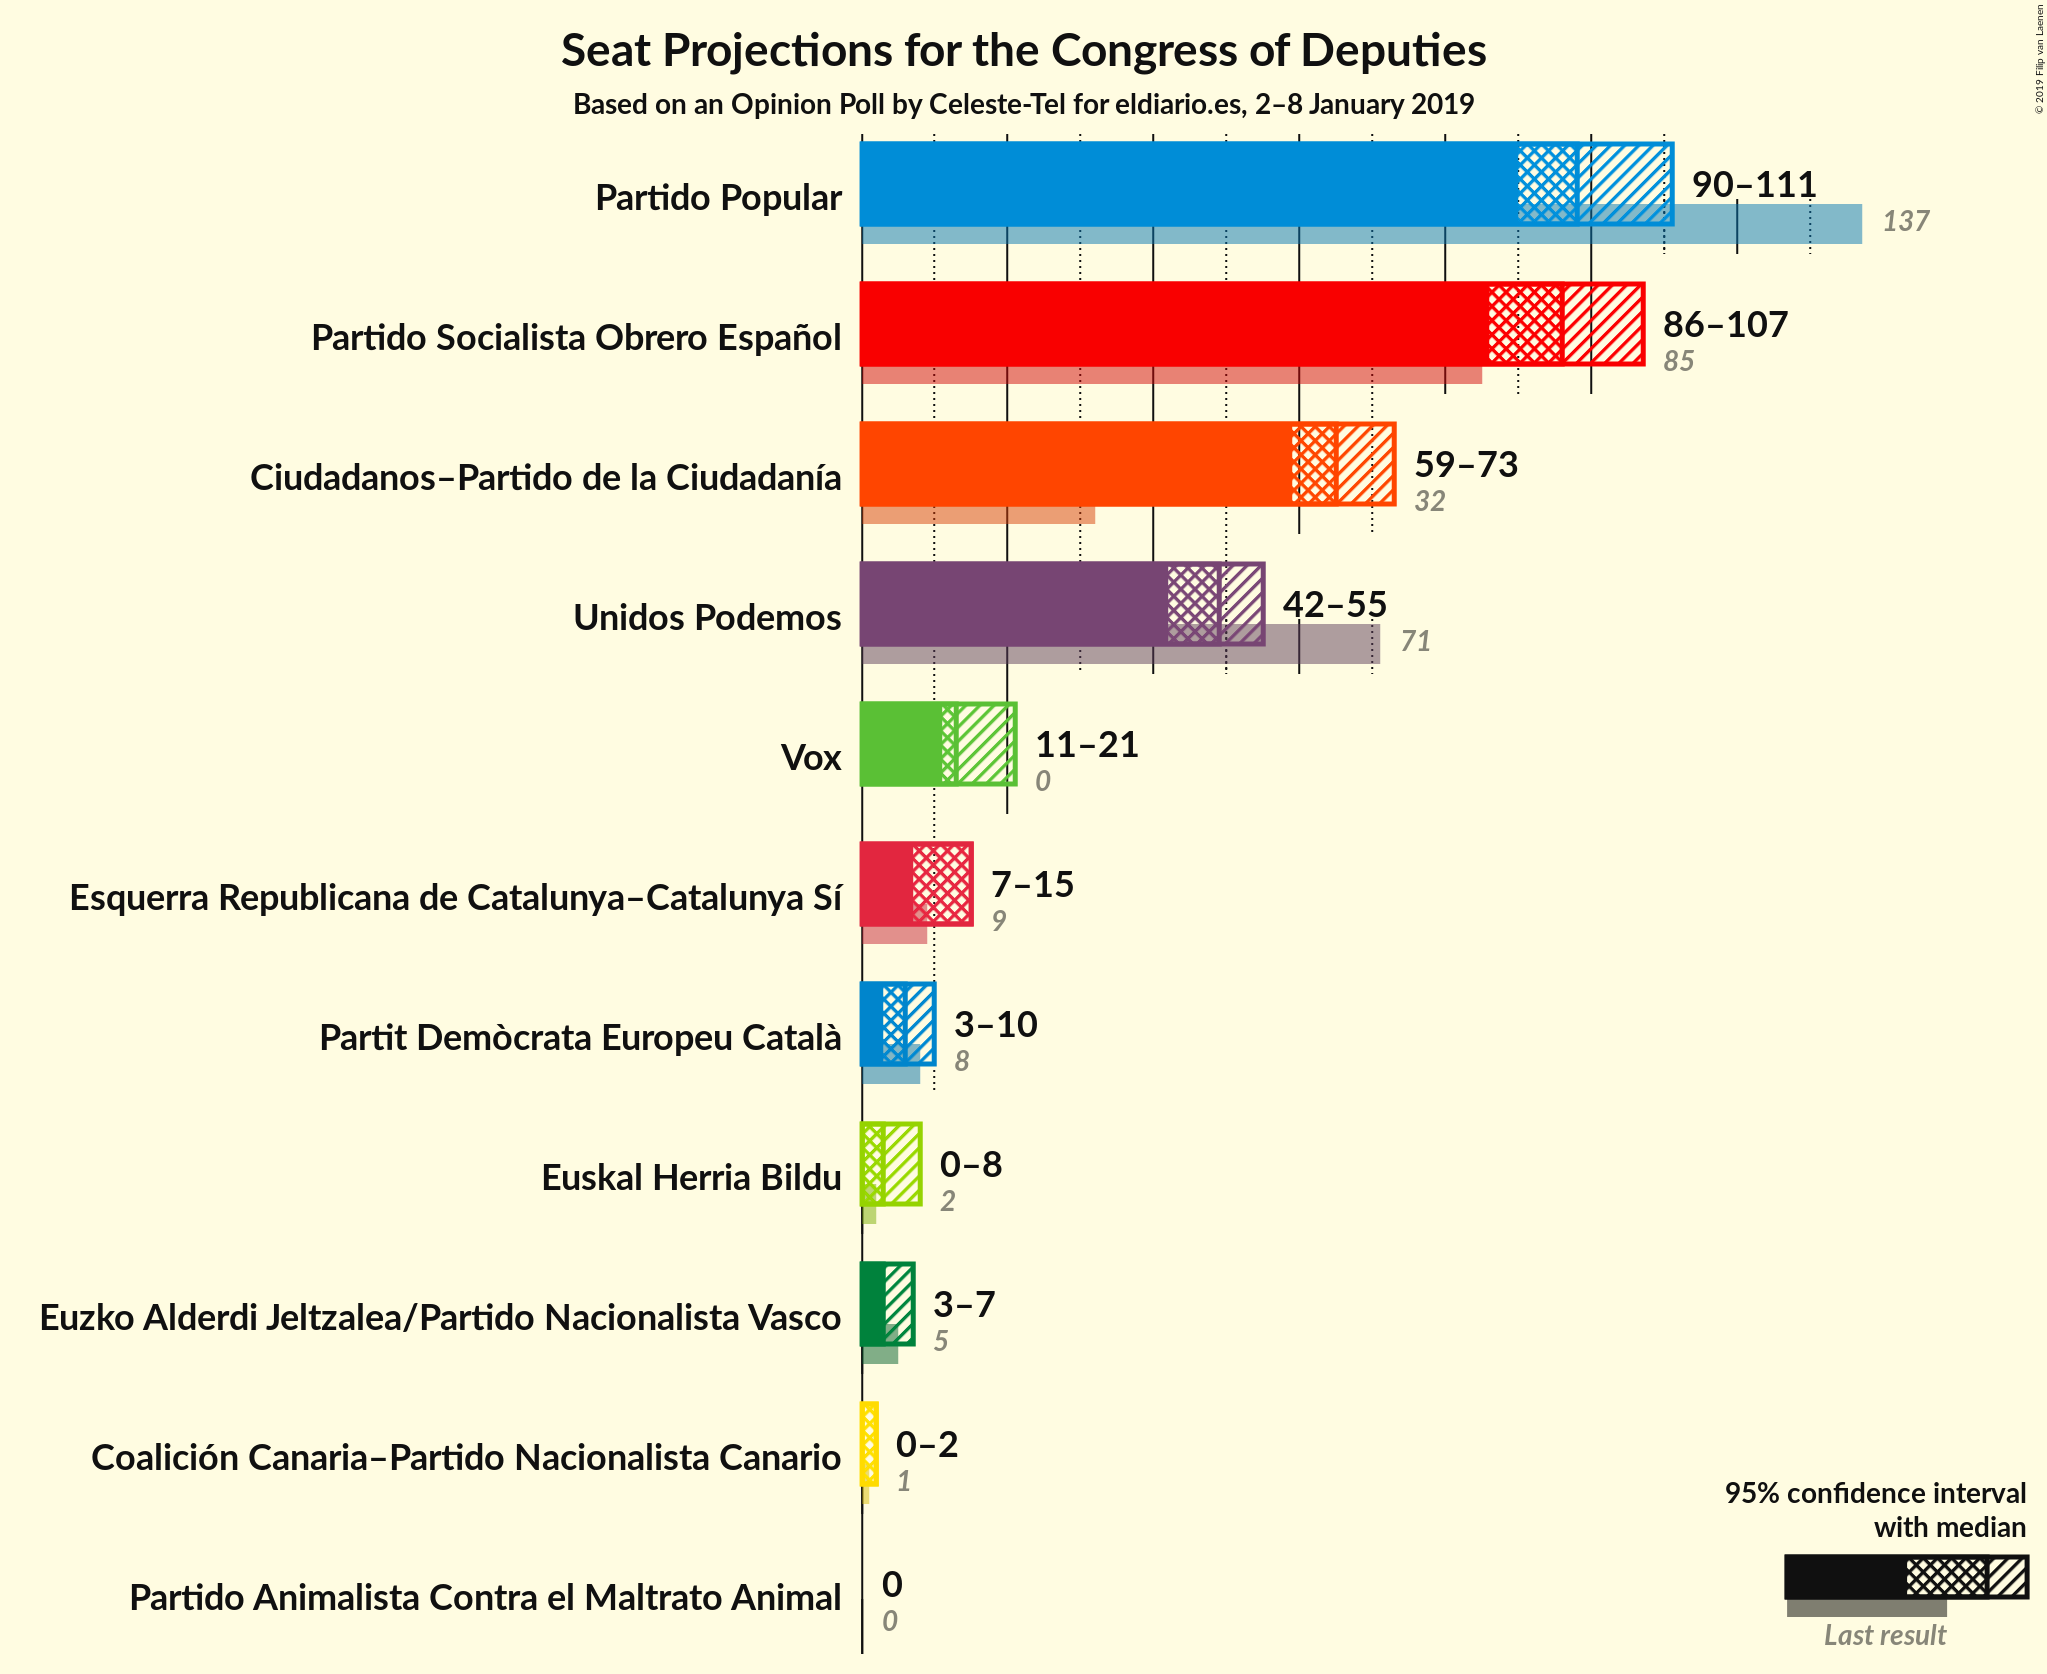 Seat Projections for the Congress of Deputies
Based on an Opinion Poll by Celeste-Tel for eldiario.es, 2–8 January 2019
© 2019 Filip van Laenen
Partido Popular
90–111
137
Partido Socialista Obrero Español
86–107
85
Ciudadanos–Partido de la Ciudadanía
59–73
32
Unidos Podemos
42–55
71
Vox
11–21
0
Esquerra Republicana de Catalunya–Catalunya Sí
7–15
9
Partit Demòcrata Europeu Català
3–10
8
Euskal Herria Bildu
0–8
2
Euzko Alderdi Jeltzalea/Partido Nacionalista Vasco
3–7
5
Coalición Canaria–Partido Nacionalista Canario
0–2
1
Partido Animalista Contra el Maltrato Animal
0
0
95% confidence interval
with median
Last result